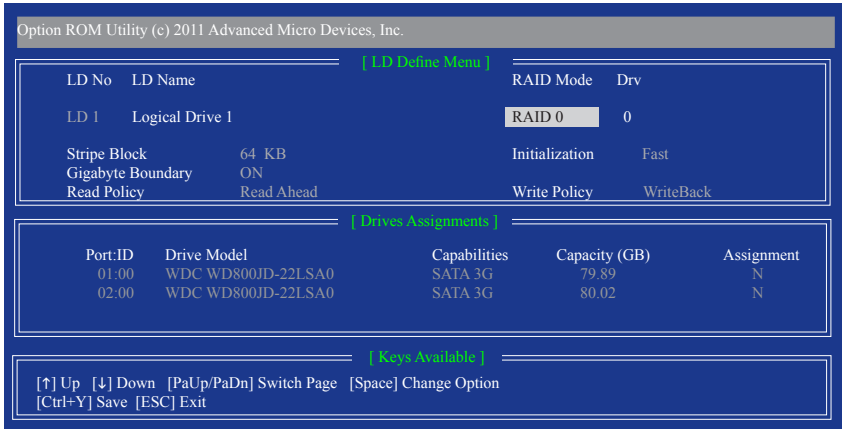 Option ROM Utility (c) 2011 Advanced Micro Devices, Inc.
[ LD Define Menu ]
LD No LD Name RAID Mode Drv
LD 1 Logical Drive 1 RAID 0 0
Stripe Block 64 KB Initialization Fast
Gigabyte Boundary ON
Read Policy Read Ahead Write Policy WriteBack
[ Drives Assignments ]
Port:ID Drive Model Capabilities Capacity (GB) Assignment
01:00 WDC WD800JD-22LSA0 SATA 3G 79.89 N
02:00 WDC WD800JD-22LSA0 SATA 3G 80.02 N
[ Keys Available ]
[↑] Up [↓] Down [PaUp/PaDn] Switch Page [Space] Change Option
[Ctrl+Y] Save [ESC] Exit